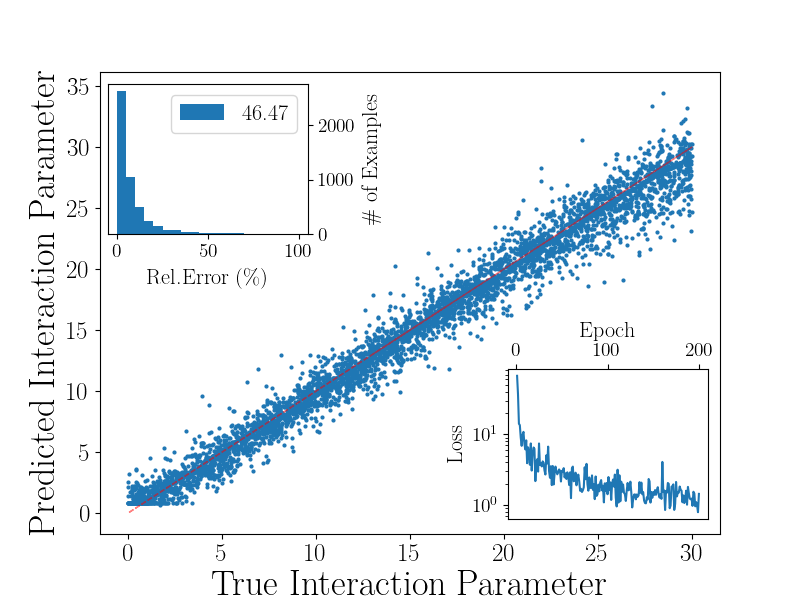 Predicted Interaction Parameter
35
30
25
20
15
10
5
0
46.47
2000
1000
0
# of Examples
0 50 100
Rel.Error (%)
Epoch
0 100 200
Loss
10¹
10⁰
0 5 10 15 20 25 30
True Interaction Parameter